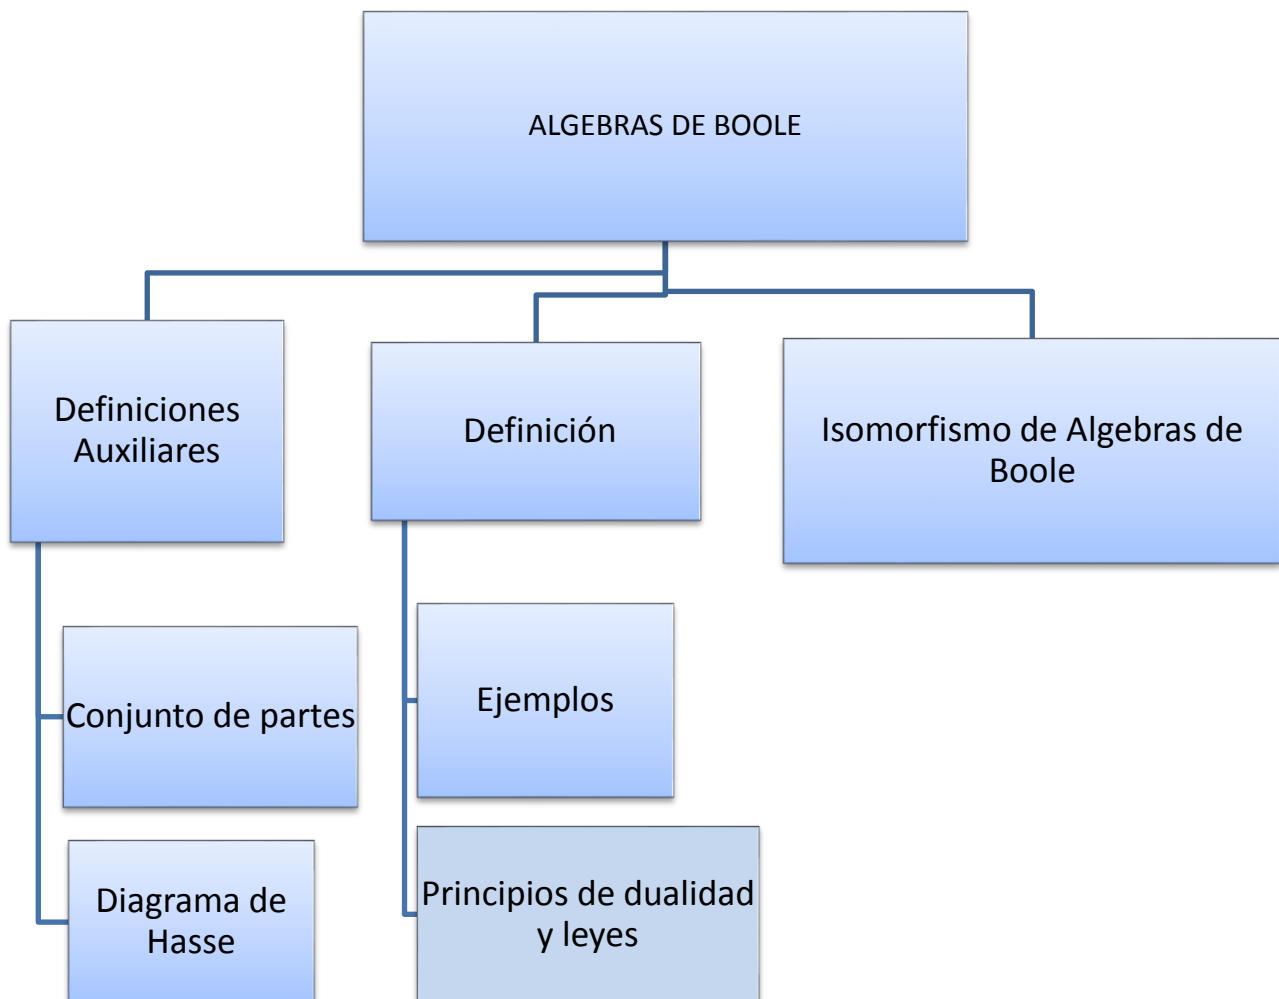 ALGEBRAS DE BOOLE
Definiciones
Auxiliares
Definición
Isomorfismo de Algebras de
Boole
Conjunto de partes
Ejemplos
Diagrama de
Hasse
Principios de dualidad
y leyes